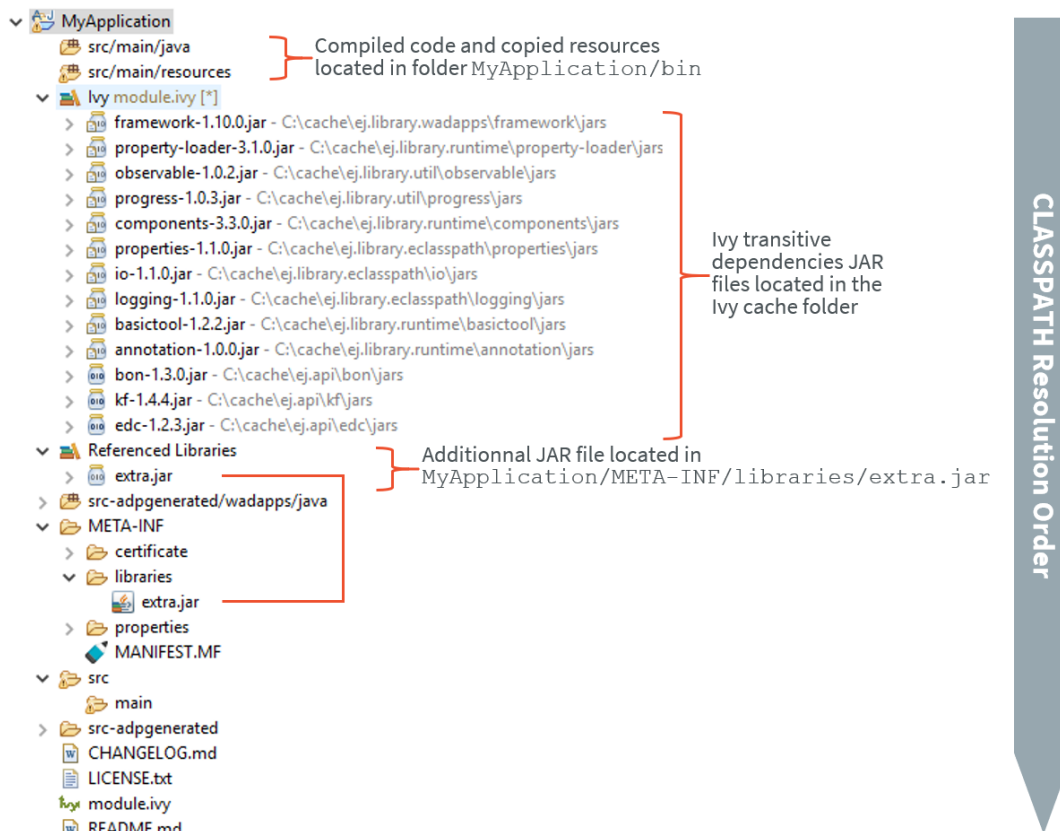 MyApplication
src/main/java
src/main/resources
Compiled code and copied resources
located in folder MyApplication/bin
Ivy module.ivy [*]
framework-1.10.0.jar - C:\cache\ej.library.wadapps\framework\jars
property-loader-3.1.0.jar - C:\cache\ej.library.runtime\property-loader\jars
observable-1.0.2.jar - C:\cache\ej.library.util\observable\jars
progress-1.0.3.jar - C:\cache\ej.library.util\progress\jars
components-3.3.0.jar - C:\cache\ej.library.runtime\components\jars
properties-1.1.0.jar - C:\cache\ej.library.eclasspath\properties\jars
io-1.1.0.jar - C:\cache\ej.library.eclasspath\io\jars
logging-1.1.0.jar - C:\cache\ej.library.eclasspath\logging\jars
basictool-1.2.2.jar - C:\cache\ej.library.runtime\basictool\jars
annotation-1.0.0.jar - C:\cache\ej.library.runtime\annotation\jars
bon-1.3.0.jar - C:\cache\ej.api\bon\jars
kf-1.4.4.jar - C:\cache\ej.api\kf\jars
edc-1.2.3.jar - C:\cache\ej.api\edc\jars
Ivy transitive
dependencies JAR
files located in the
Ivy cache folder
Referenced Libraries
extra.jar
Additionnal JAR file located in
MyApplication/META-INF/libraries/extra.jar
src-adpgenerated/wadapps/java
META-INF
certificate
libraries
extra.jar
properties
MANIFEST.MF
src
main
src-adpgenerated
CHANGELOG.md
LICENSE.txt
module.ivy
README.md
CLASSPATH Resolution Order